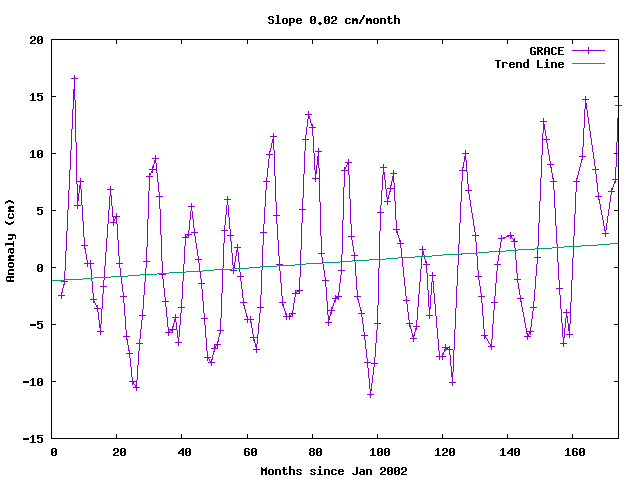 Slope 0.02 cm/month
GRACE
Trend Line
20
15
10
5
0
-5
-10
-15
Anomaly (cm)
0 20 40 60 80 100 120 140 160
Months since Jan 2002